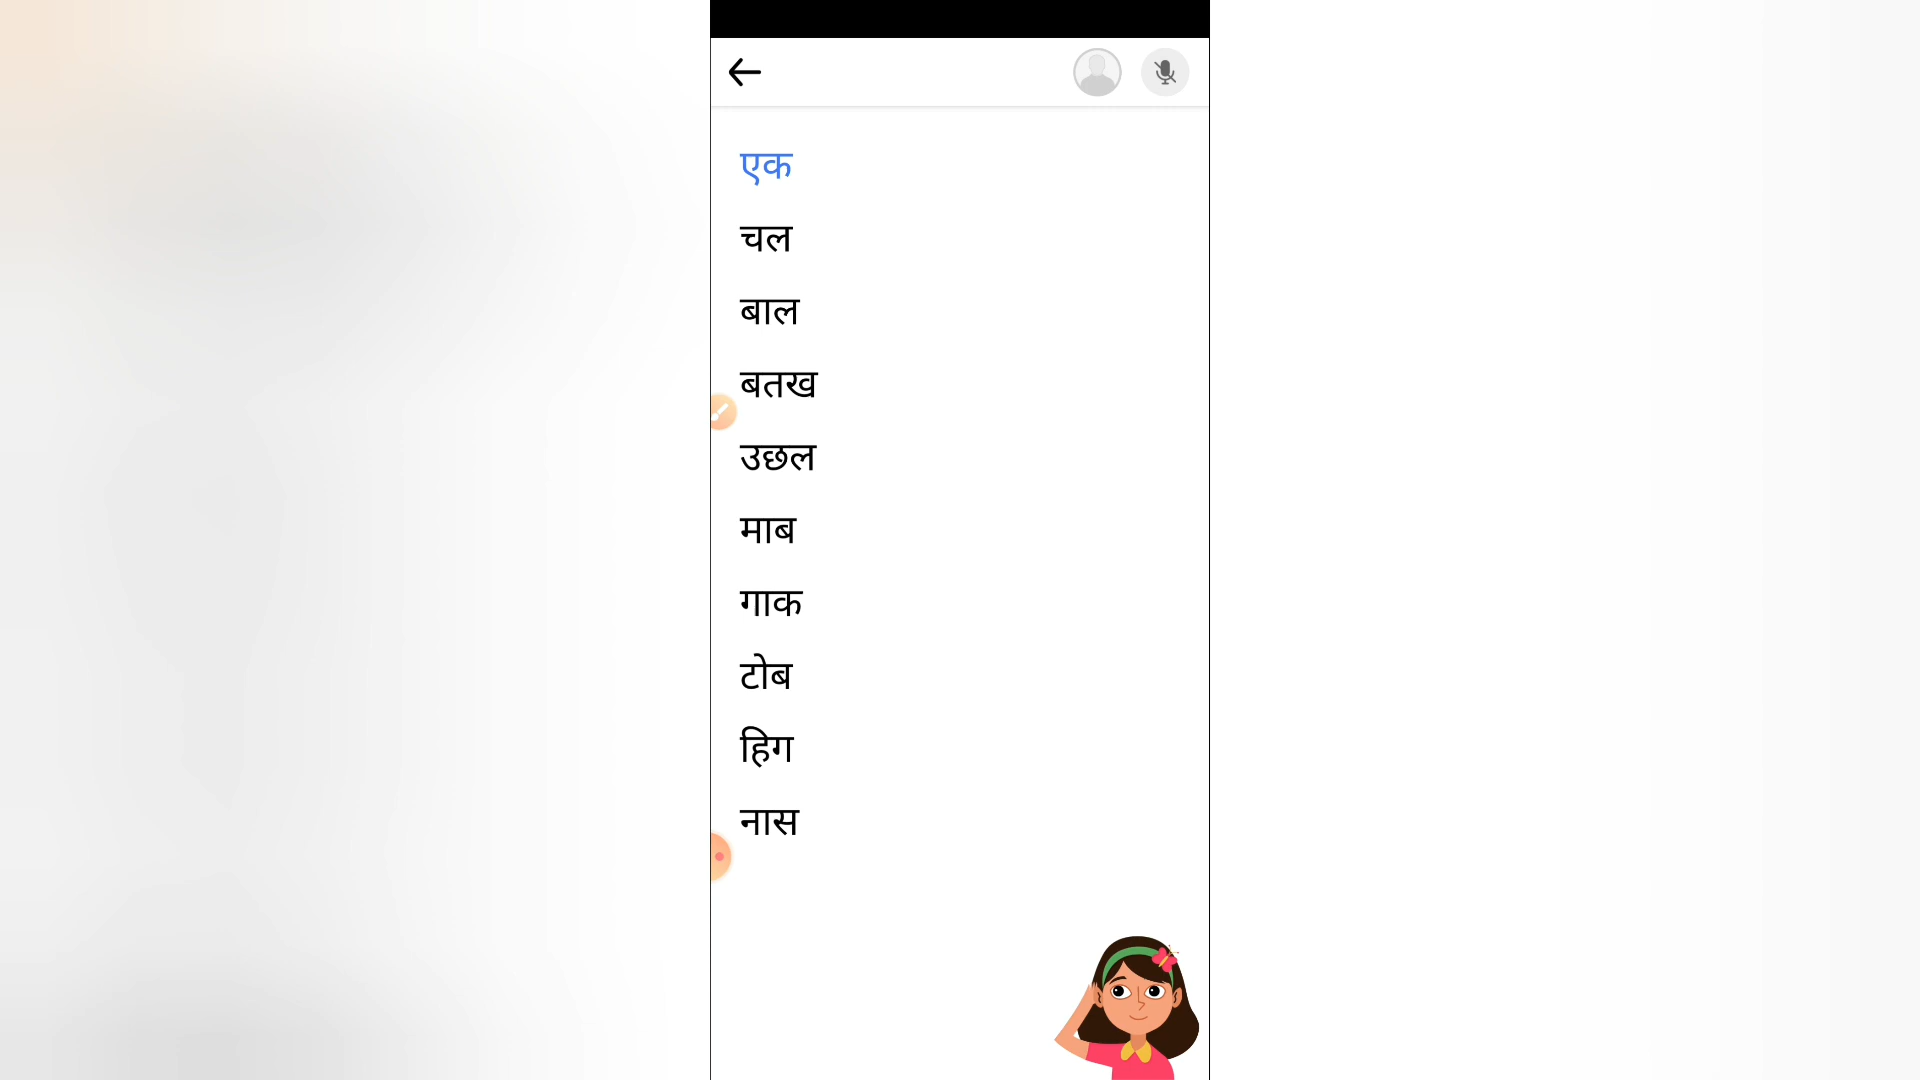 एक
चल
बाल
बतख
उछल
माब
गाक
टोब
हिग
नास